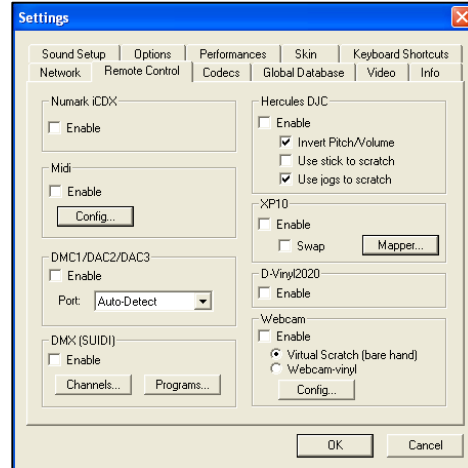 Settings
Sound Setup Options Performances Skin Keyboard Shortcuts
Network Remote Control Codecs Global Database Video Info
Numark iCDX
Enable
Midi
Enable
Config...
DMC1/DAC2/DAC3
Enable
Port: Auto-Detect
DMX (SUIDI)
Enable
Channels... Programs...
Hercules DJC
Enable
Invert Pitch/Volume
Use stick to scratch
Use jogs to scratch
XP10
Enable
Swap Mapper...
D-Vinyl2020
Enable
Webcam
Enable
Virtual Scratch (bare hand)
Webcam-vinyl
Config...
OK Cancel